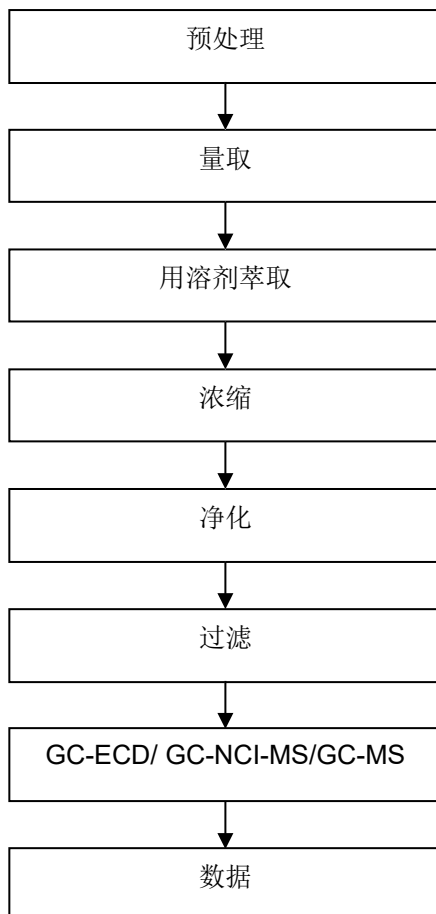 预处理
量取
用溶剂萃取
浓缩
净化
过滤
GC-ECD/ GC-NCI-MS/GC-MS
数据